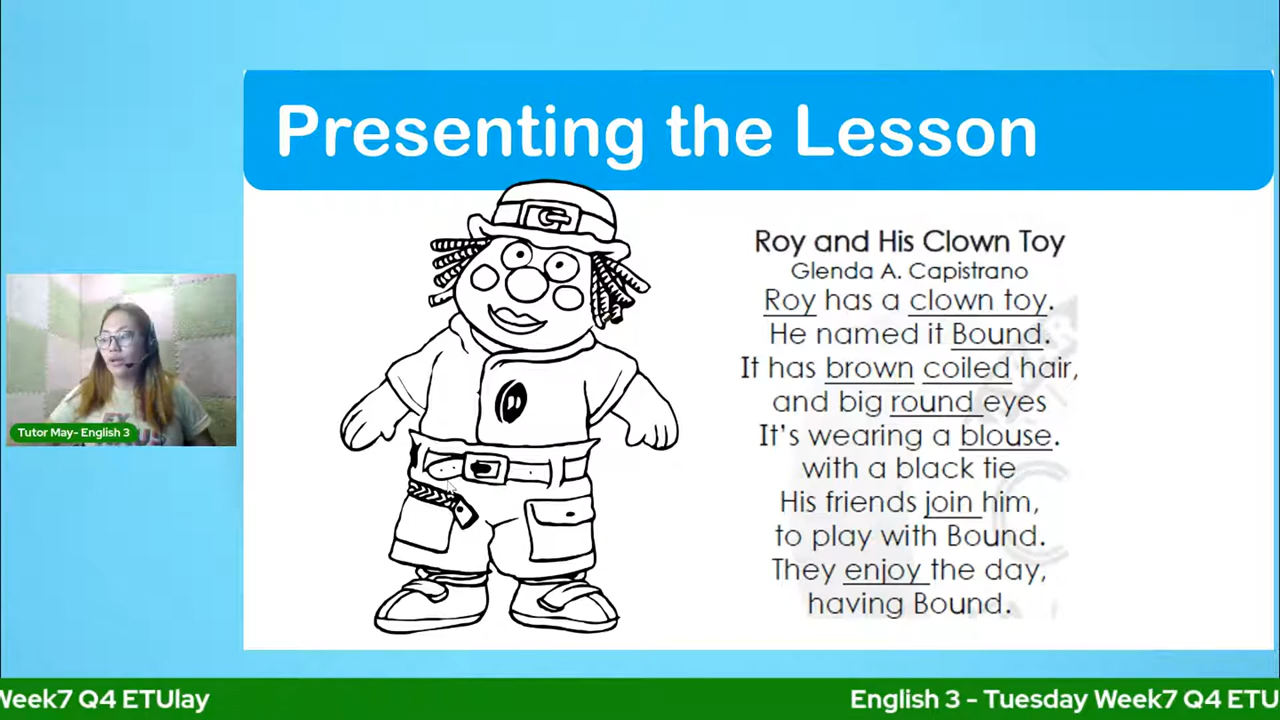 Presenting the Lesson
Roy and His Clown Toy
Glenda A. Capistrano
Roy has a clown toy.
He named it Bound.
It has brown coiled hair,
and big round eyes
It's wearing a blouse.
with a black tie
His friends join him,
to play with Bound.
They enjoy the day,
having Bound.
Tutor May- English 3
Week7 Q4 ETUlay
English 3 - Tuesday Week7 Q4 ETU